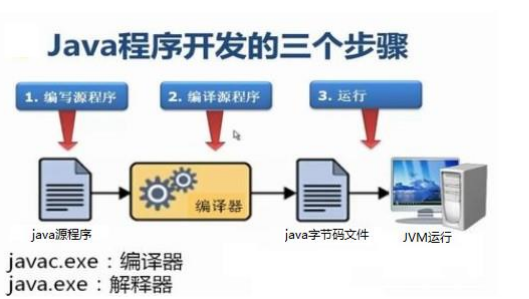 Java程序开发的三个步骤
1. 编写源程序
2. 编译源程序
3. 运行
编译器
java源程序
java字节码文件
JVM运行
javac.exe：编译器
java.exe：解释器